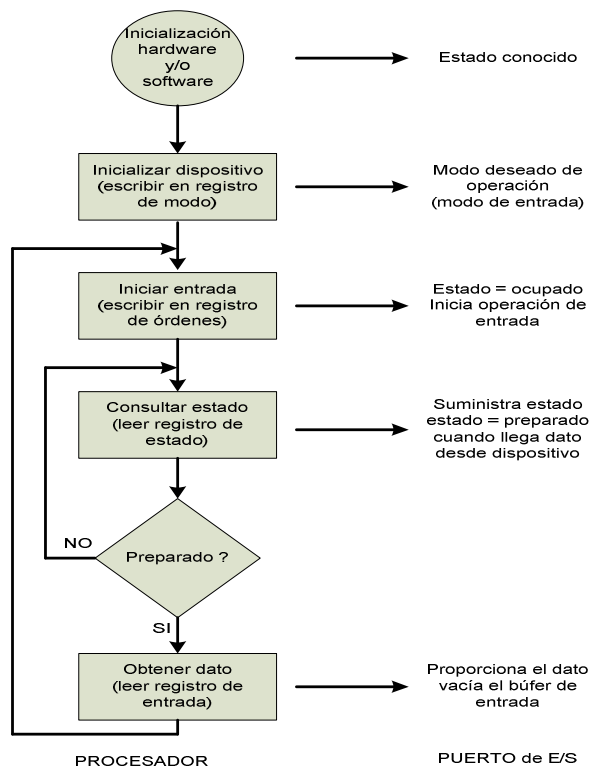 Inicialización
hardware
y/o
software
Estado conocido
Inicializar dispositivo
(escribir en registro
de modo)
Modo deseado de
operación
(modo de entrada)
Iniciar entrada
(escribir en registro
de órdenes)
Estado = ocupado
Inicia operación de
entrada
Consultar estado
(leer registro de
estado)
Suministra estado
estado = preparado
cuando llega dato
desde dispositivo
NO
Preparado ?
SI
Obtener dato
(leer registro de
entrada)
Proporciona el dato
vacía el búfer de
entrada
PROCESADOR
PUERTO de E/S